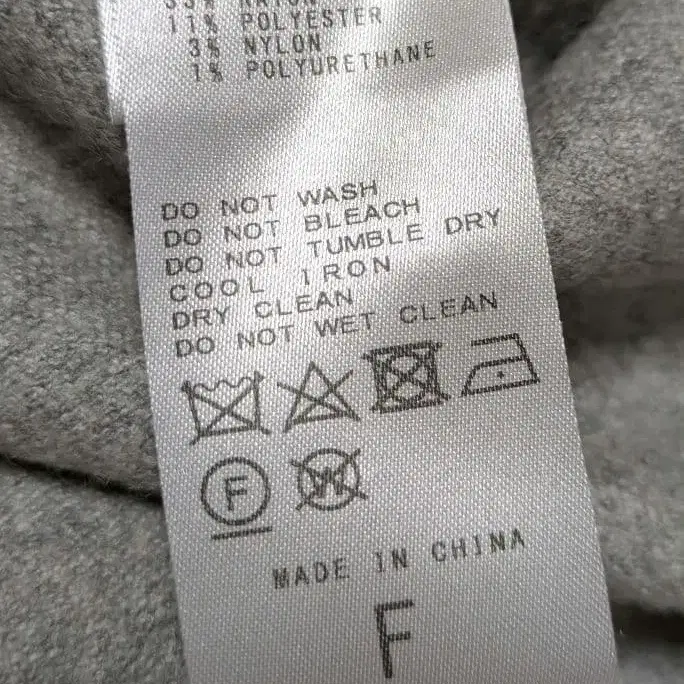 11% POLYESTER
3% NYLON
1% POLYURETHANE
DO NOT WASH
DO NOT BLEACH
DO NOT TUMBLE DRY
COOL IRON
DRY CLEAN
DO NOT WET CLEAN
F W
MADE IN CHINA
F